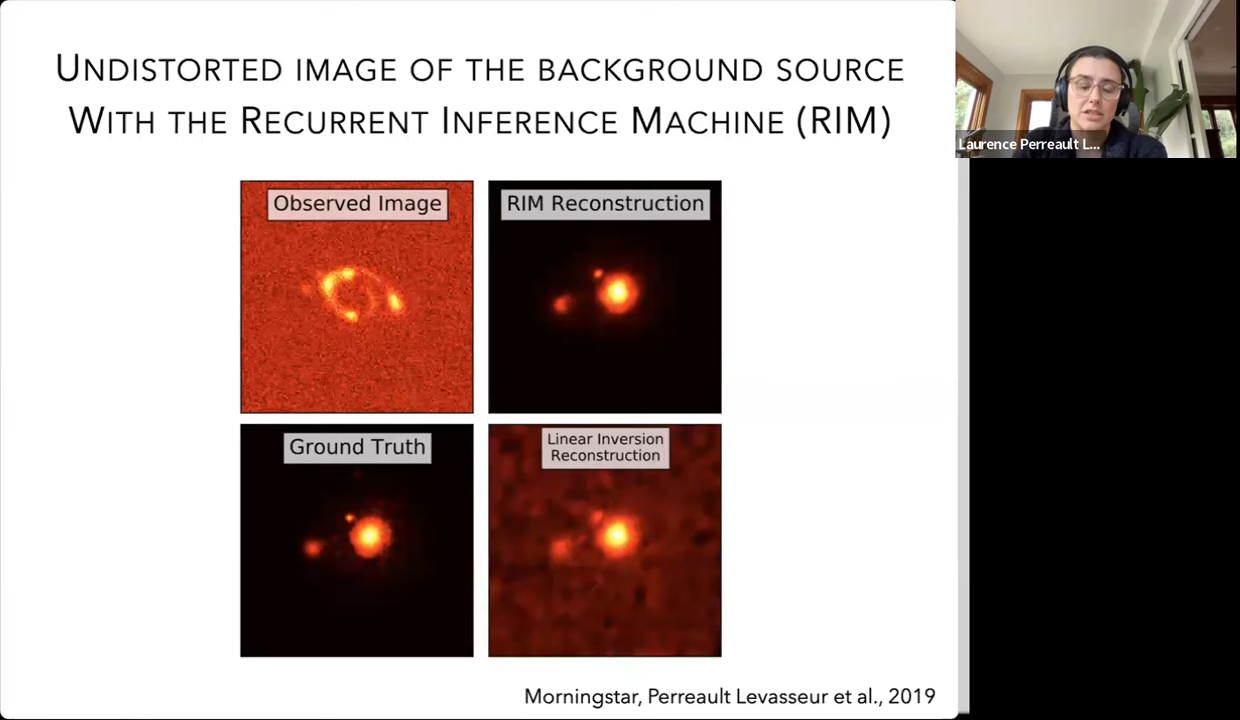 UNDISTORTED IMAGE OF THE BACKGROUND SOURCE
WITH THE RECURRENT INFERENCE MACHINE (RIM)
Laurence Perreault L...
Observed Image
RIM Reconstruction
Ground Truth
Linear Inversion
Reconstruction
Morningstar, Perreault Levasseur et al., 2019